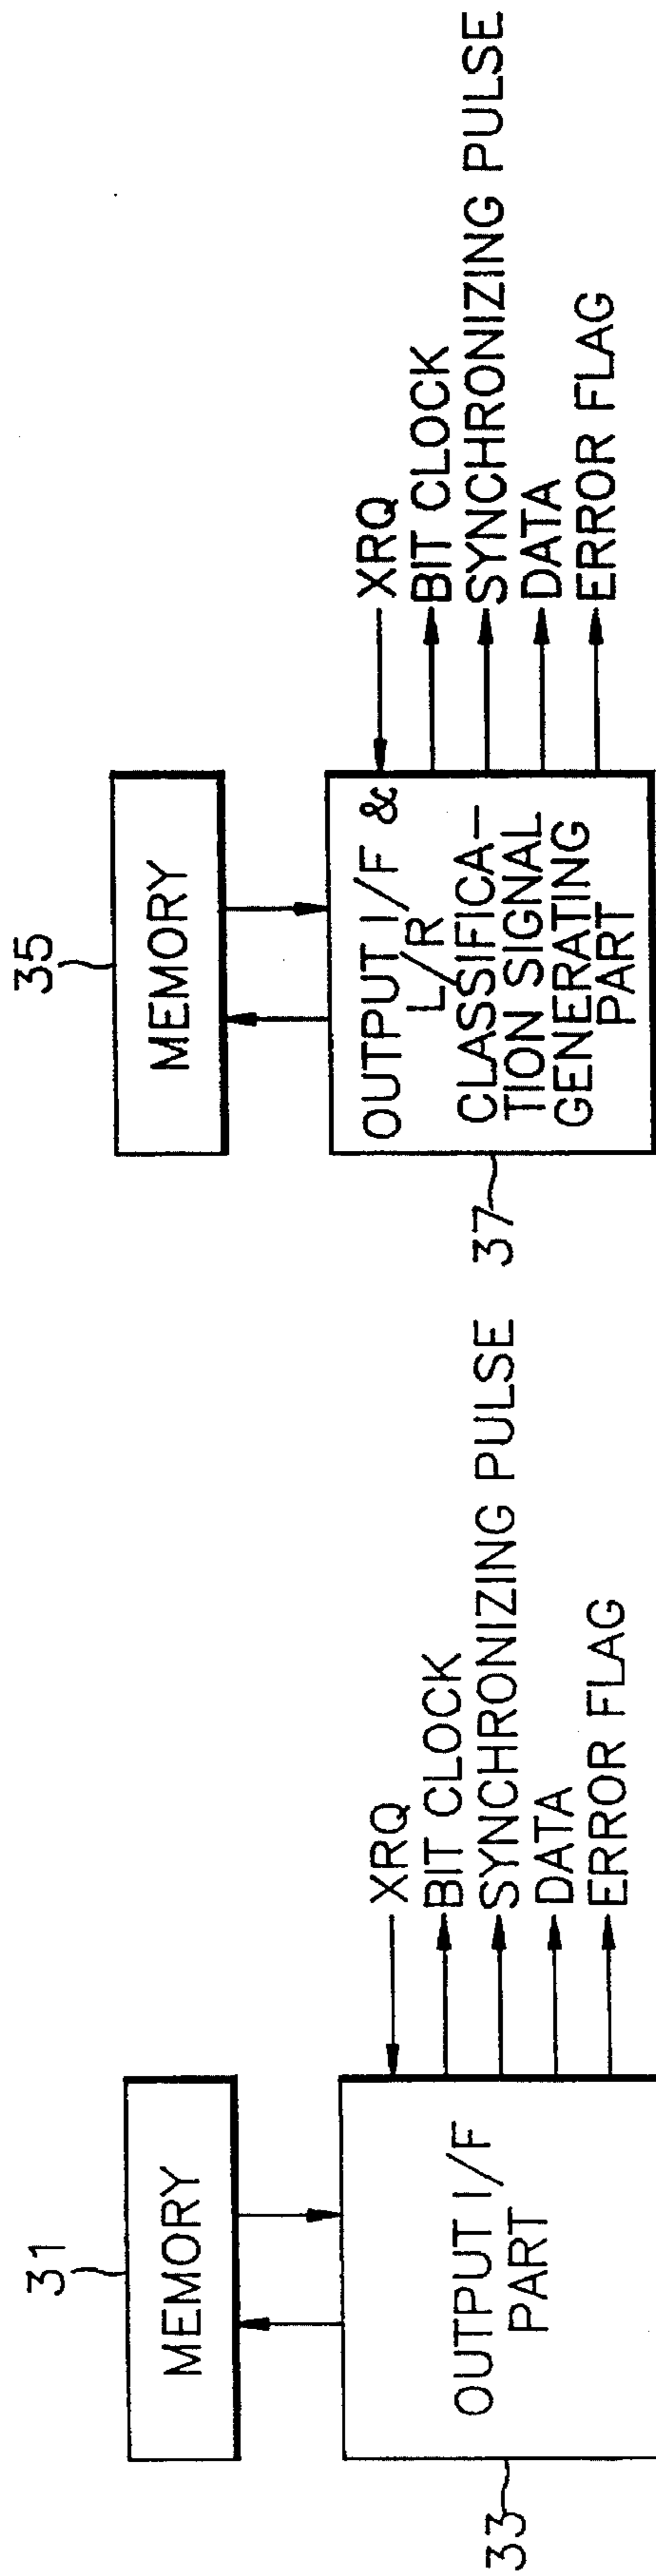 31
MEMORY
OUTPUT I/F
PART
33
XRQ
BIT CLOCK
SYNCHRONIZING PULSE
DATA
ERROR FLAG
35
MEMORY
OUTPUT I/F &
L/R
CLASSIFICA-
TION SIGNAL
GENERATING
PART
37
XRQ
BIT CLOCK
SYNCHRONIZING PULSE
DATA
ERROR FLAG